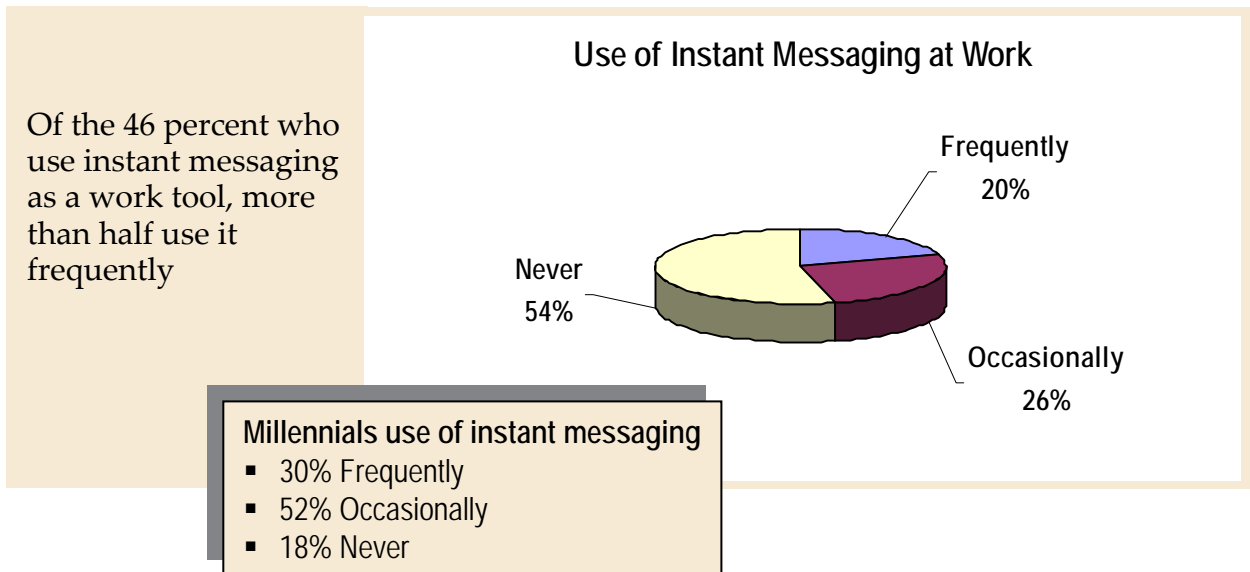 Of the 46 percent who
use instant messaging
as a work tool, more
than half use it
frequently
Use of Instant Messaging at Work
Frequently
20%
Never
54%
Occasionally
26%
Millennials use of instant messaging
▪ 30% Frequently
▪ 52% Occasionally
▪ 18% Never